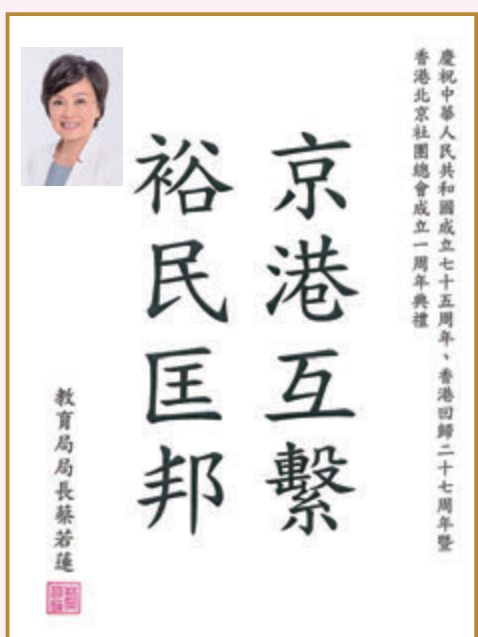 慶祝中華人民共和國成立七十五周年、香港回歸二十七周年暨
香港北京社團總會成立一周年典禮
京港互繫
裕民匡邦
教育局局長蔡若蓮